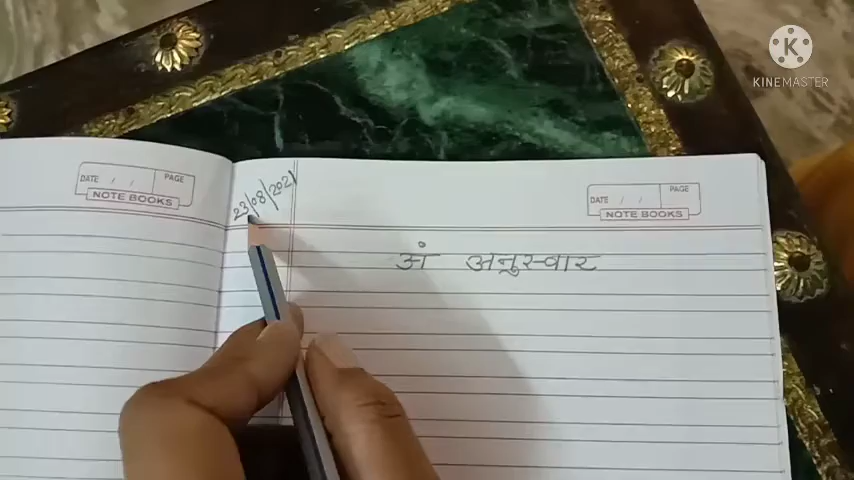 KINEMASTER
DATE / / PAGE
NOTE BOOKS
23/08/2021
DATE / / PAGE
NOTE BOOKS
अं अनुस्वार